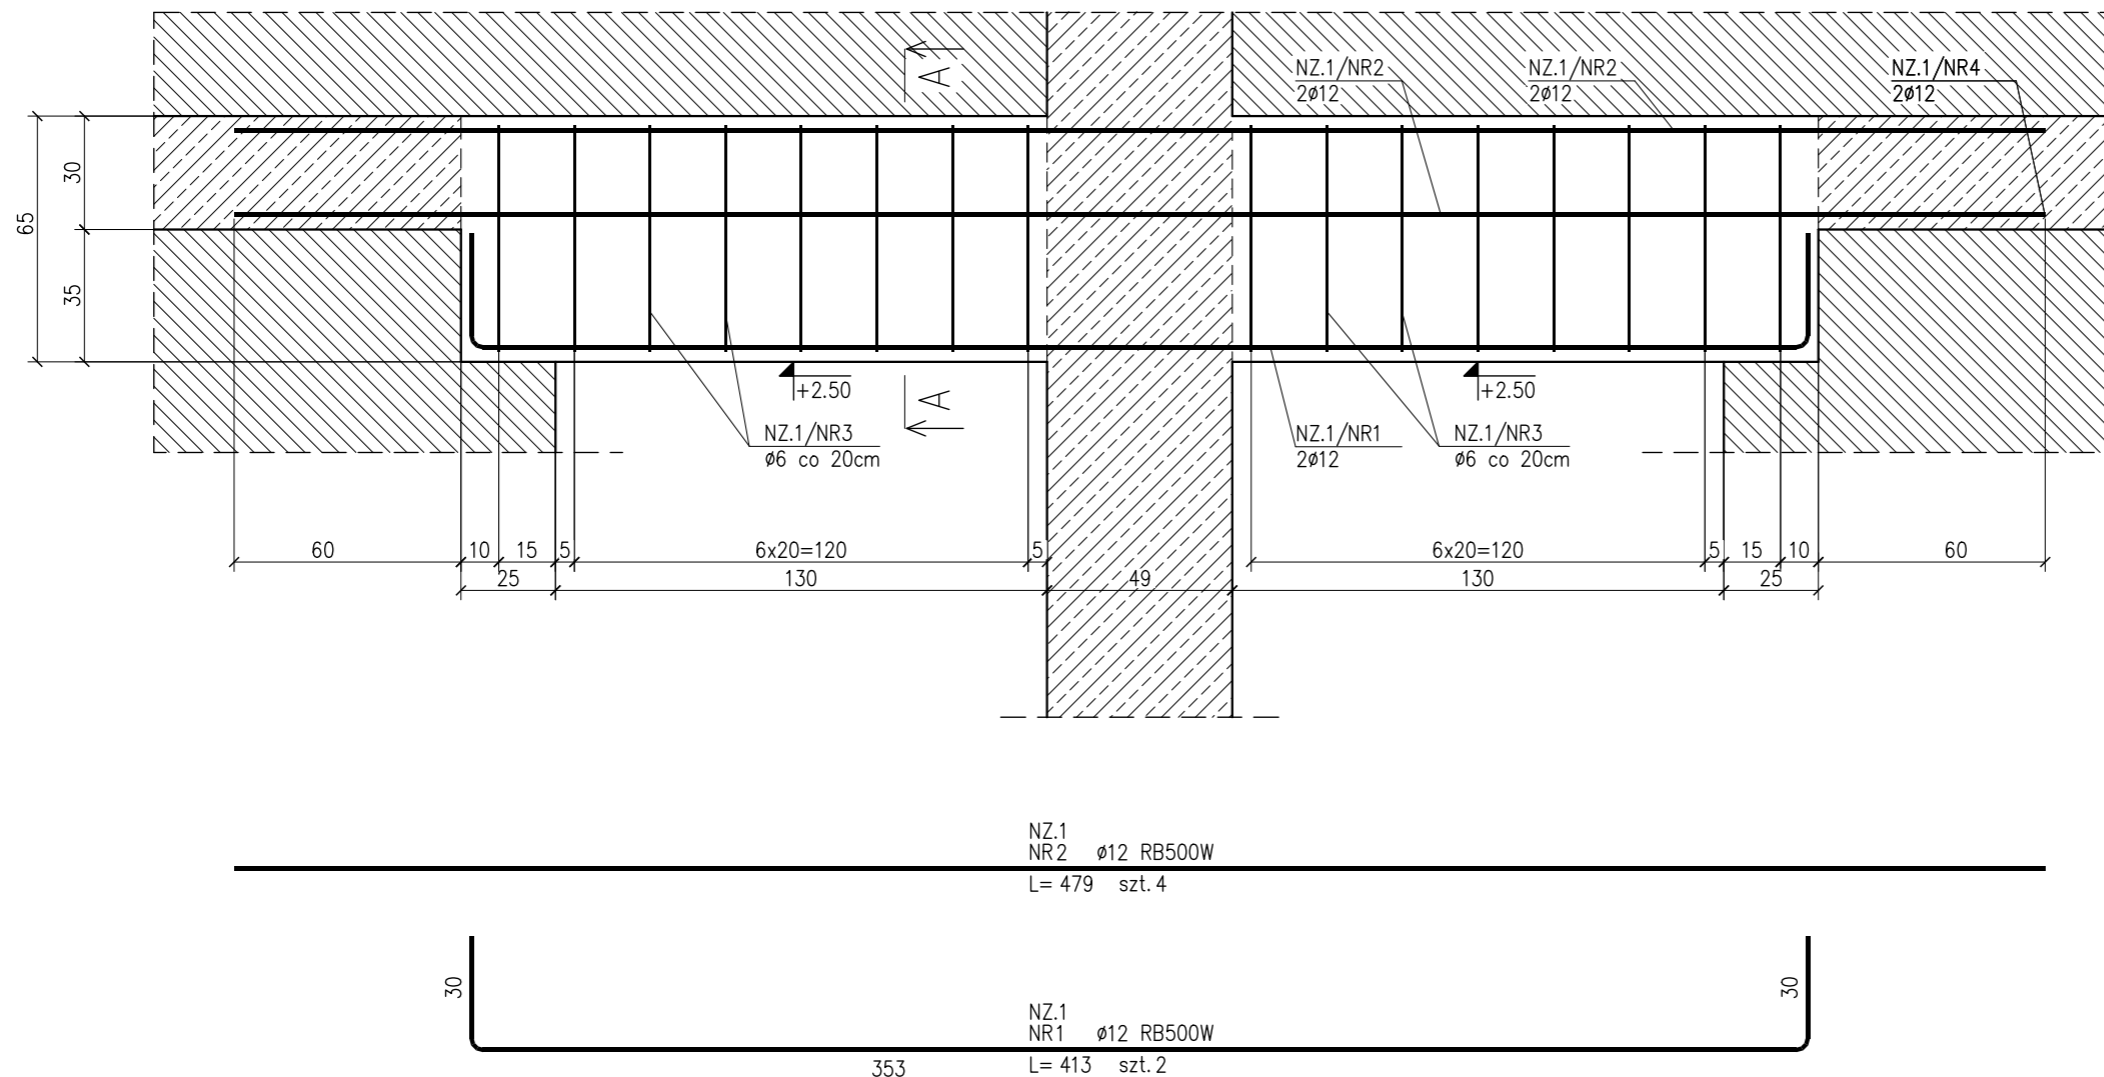 A
NZ.1/NR2
2ø12
NZ.1/NR2
2ø12
NZ.1/NR4
2ø12
65
30
35
+2.50
A
+2.50
NZ.1/NR3
ø6 co 20cm
NZ.1/NR1
2ø12
NZ.1/NR3
ø6 co 20cm
60
10
15
5
6x20=120
5
6x20=120
5
15
10
60
25
130
49
130
25
NZ.1
NR2 ø12 RB500W
L= 479 szt. 4
30
30
NZ.1
NR1 ø12 RB500W
353
L= 413 szt. 2